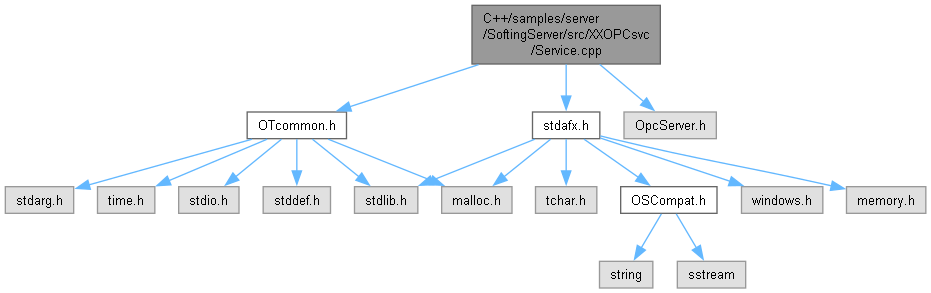 C++/samples/server
/SoftingServer/src/XXOPCsvc
/Service.cpp
OTcommon.h
stdafx.h
OpcServer.h
stdarg.h
time.h
stdio.h
stddef.h
stdlib.h
malloc.h
tchar.h
OSCompat.h
windows.h
memory.h
string
sstream